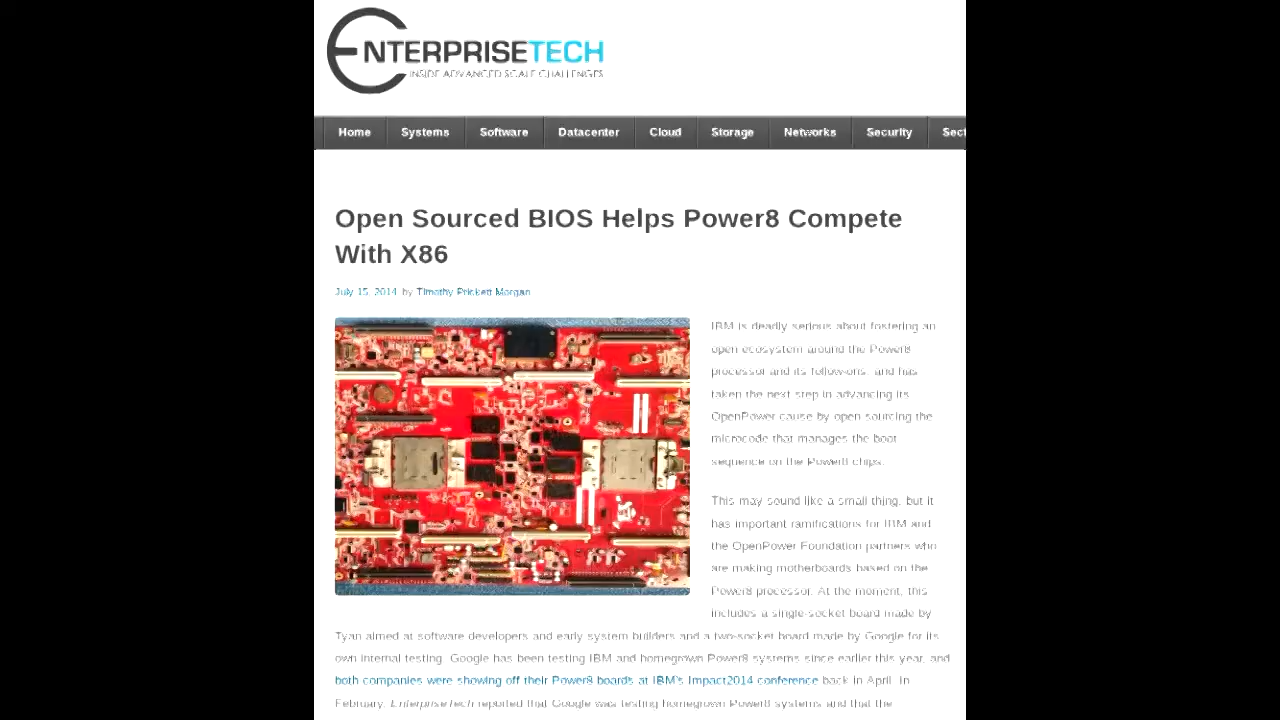 ENTERPRISETECH
INSIDE ADVANCED SCALE CHALLENGES
Home Systems Software Datacenter Cloud Storage Networks Security Sect
Open Sourced BIOS Helps Power8 Compete
With X86
July 15, 2014 by Timothy Prickett Morgan
IBM is deadly serious about fostering an
open ecosystem around the Power8
processor and its follow-ons, and has
taken the next step in advancing its
OpenPower cause by open sourcing the
microcode that manages the boot
sequence on the Power8 chips.
This may sound like a small thing, but it
has important ramifications for IBM and
the OpenPower Foundation partners who
are making motherboards based on the
Power8 processor. At the moment, this
includes a single-socket board made by
Tyan aimed at software developers and early system builders and a two-socket board made by Google for its
own internal testing. Google has been testing IBM and homegrown Power8 systems since earlier this year, and
both companies were showing off their Power8 boards at IBM's Impact2014 conference back in April. In
February, EnterpriseTech reported that Google was testing homegrown Power8 systems and that the